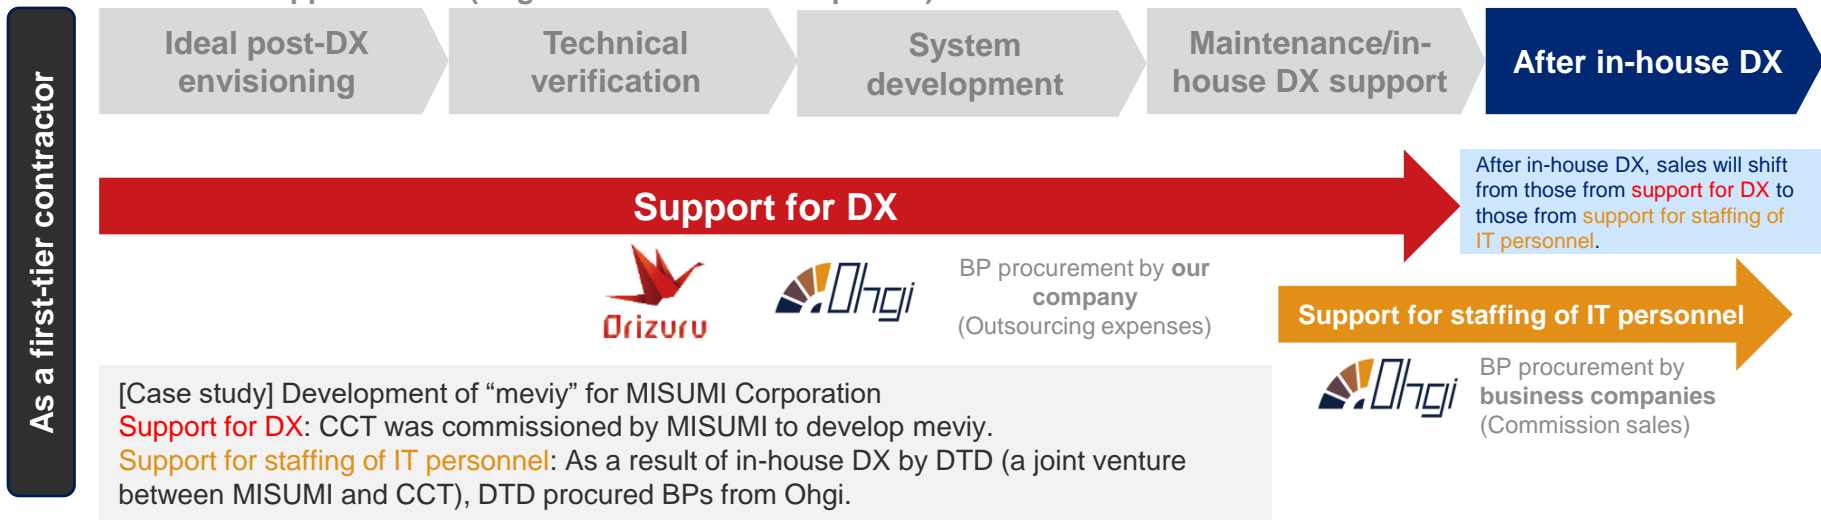 As a first-tier contractor
Ideal post-DX
envisioning
Technical
verification
System
development
Maintenance/in-
house DX support
After in-house DX
Support for DX
After in-house DX, sales will shift
from those from support for DX to
those from support for staffing of
IT personnel.
Orizuru
Ohgi
BP procurement by our
company
(Outsourcing expenses)
Support for staffing of IT personnel
Ohgi
BP procurement by
business companies
(Commission sales)
[Case study] Development of “meviy” for MISUMI Corporation
Support for DX: CCT was commissioned by MISUMI to develop meviy.
Support for staffing of IT personnel: As a result of in-house DX by DTD (a joint venture
between MISUMI and CCT), DTD procured BPs from Ohgi.